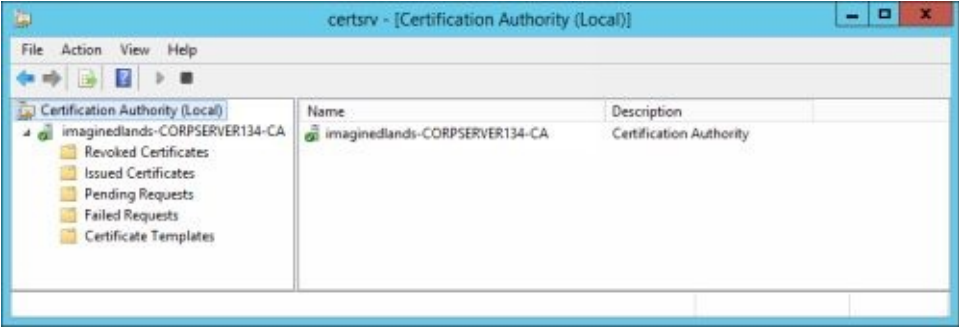 certsrv - [Certification Authority (Local)]
File Action View Help
Certification Authority (Local)
imaginedlands-CORPSERVER134-CA
Revoked Certificates
Issued Certificates
Pending Requests
Failed Requests
Certificate Templates
Name Description
imaginedlands-CORPSERVER134-CA Certification Authority